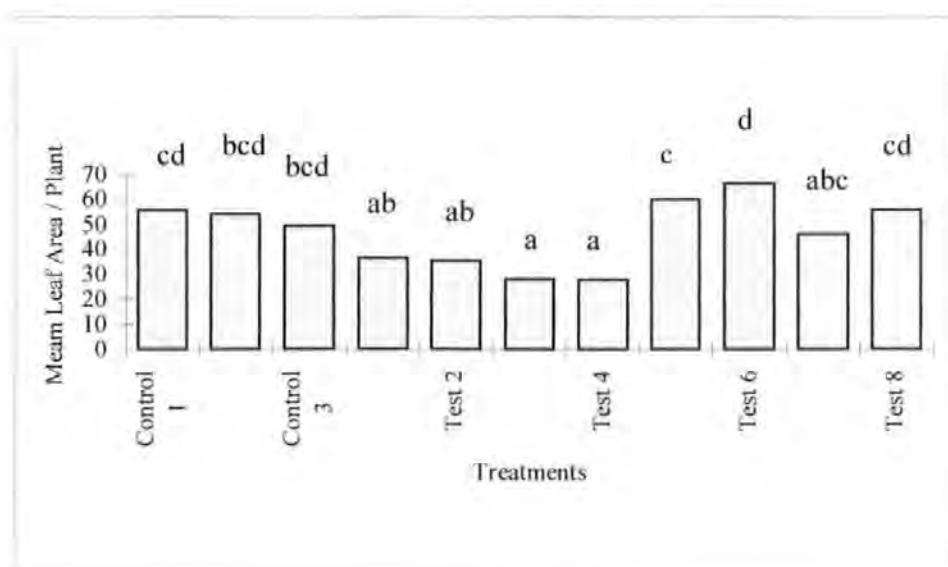 d
cd bcd c cd
bcd abc
ab ab
a a
Meam Leaf Area / Plant
70
60
50
40
30
20
10
0
Control 1
Control 3
Test 2
Test 4
Test 6
Test 8
Treatments